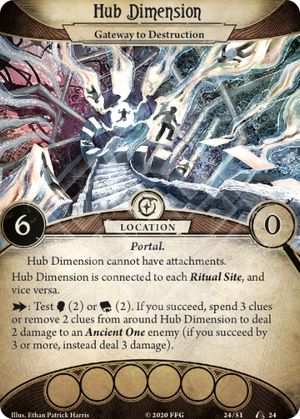 Hub Dimension
Gateway to Destruction
6
LOCATION
0
Portal.
Hub Dimension cannot have attachments.
Hub Dimension is connected to each Ritual Site, and
vice versa.
: Test (2) or (2). If you succeed, spend 3 clues
or remove 2 clues from around Hub Dimension to deal
2 damage to an Ancient One enemy (if you succeed by
3 or more, instead deal 3 damage).
Illus. Ethan Patrick Harris
© 2020 FFG
24/51
24